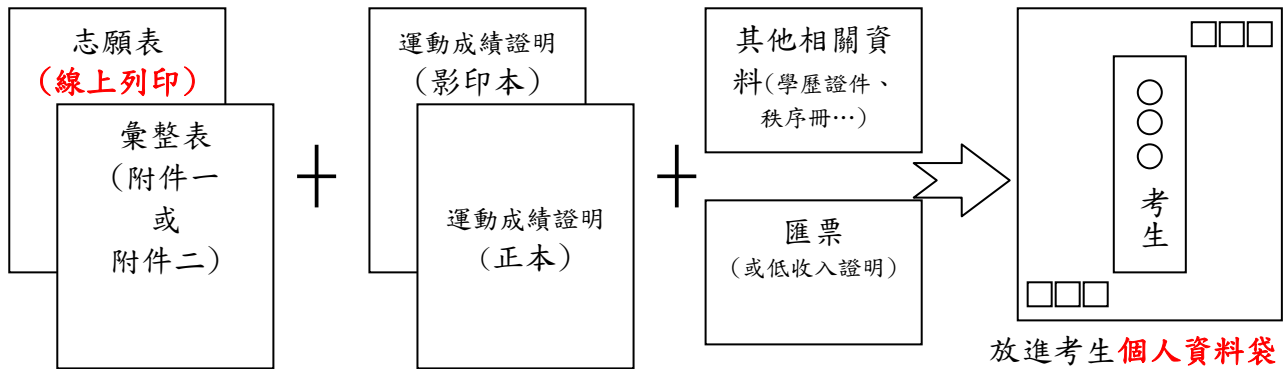 志願表
(線上列印)
彙整表
(附件一
或
附件二)
+
運動成績證明
(影印本)
運動成績證明
(正本)
+
其他相關資
料(學歷證件、
秩序冊…)
匯票
(或低收入證明)
□□□
○
○
○
考
生
□□□
放進考生個人資料袋